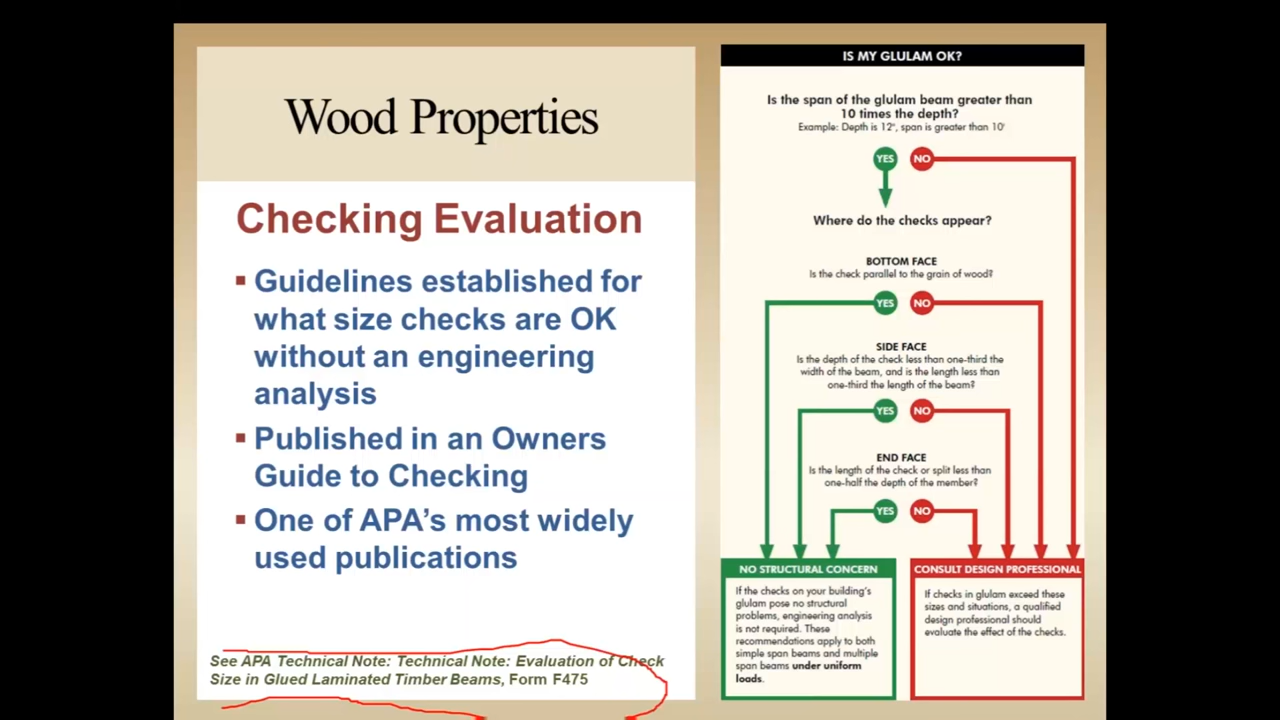 Wood Properties
Checking Evaluation
▪ Guidelines established for
what size checks are OK
without an engineering
analysis
▪ Published in an Owners
Guide to Checking
▪ One of APA's most widely
used publications
See APA Technical Note: Technical Note: Evaluation of Check
Size in Glued Laminated Timber Beams, Form F475
IS MY GLULAM OK?
Is the span of the glulam beam greater than
10 times the depth?
Example: Depth is 12", span is greater than 10'
YES NO
Where do the checks appear?
BOTTOM FACE
Is the check parallel to the grain of wood?
YES NO
SIDE FACE
Is the depth of the check less than one-third the
width of the beam, and is the length less than
one-third the length of the beam?
YES NO
END FACE
Is the length of the check or split less than
one-half the depth of the member?
YES NO
NO STRUCTURAL CONCERN
If the checks on your building's
glulam pose no structural
problems, engineering analysis
is not required. These
recommendations apply to both
simple span beams and multiple
span beams under uniform
loads.
CONSULT DESIGN PROFESSIONAL
If checks in glulam exceed these
sizes and situations, a qualified
design professional should
evaluate the effect of the checks.